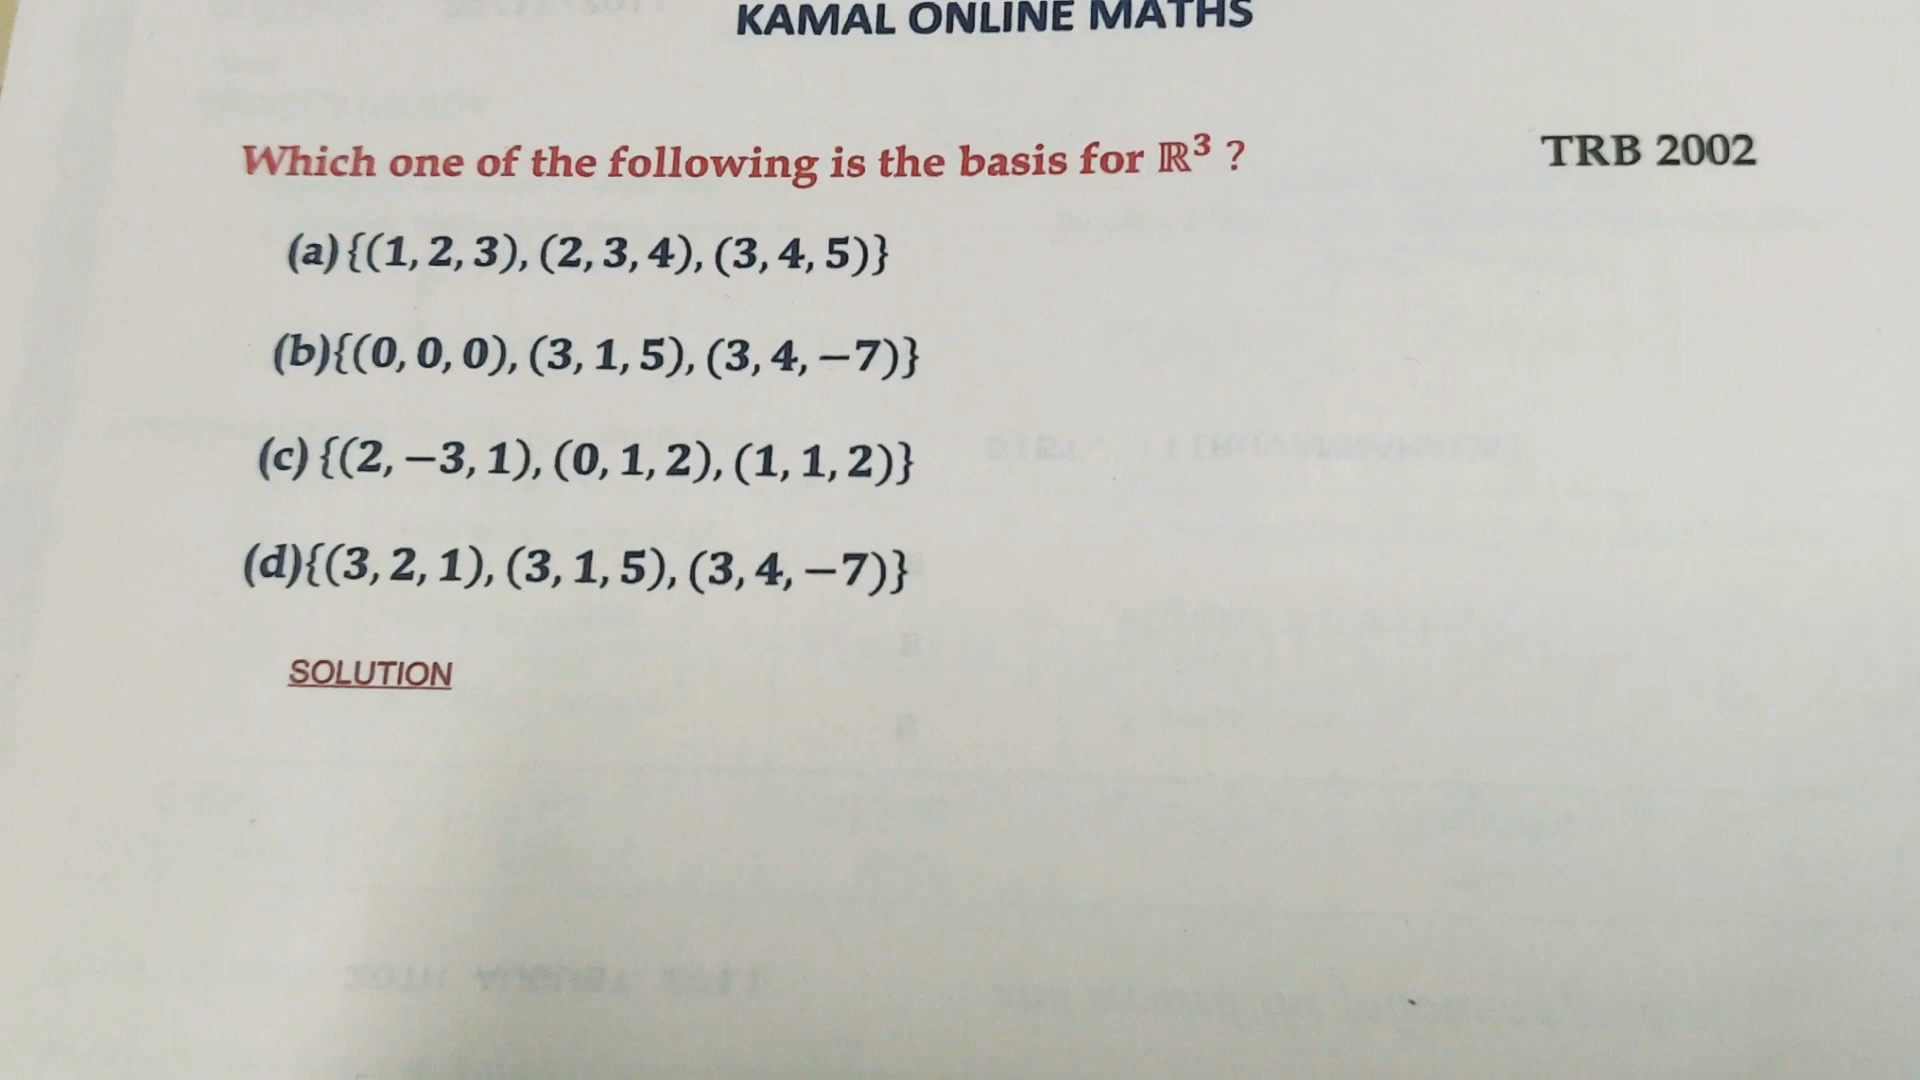 KAMAL ONLINE MATHS
Which one of the following is the basis for ℝ³ ? TRB 2002
(a) {(1, 2, 3), (2, 3, 4), (3, 4, 5)}
(b){(0, 0, 0), (3, 1, 5), (3, 4, −7)}
(c) {(2, −3, 1), (0, 1, 2), (1, 1, 2)}
(d){(3, 2, 1), (3, 1, 5), (3, 4, −7)}
SOLUTION